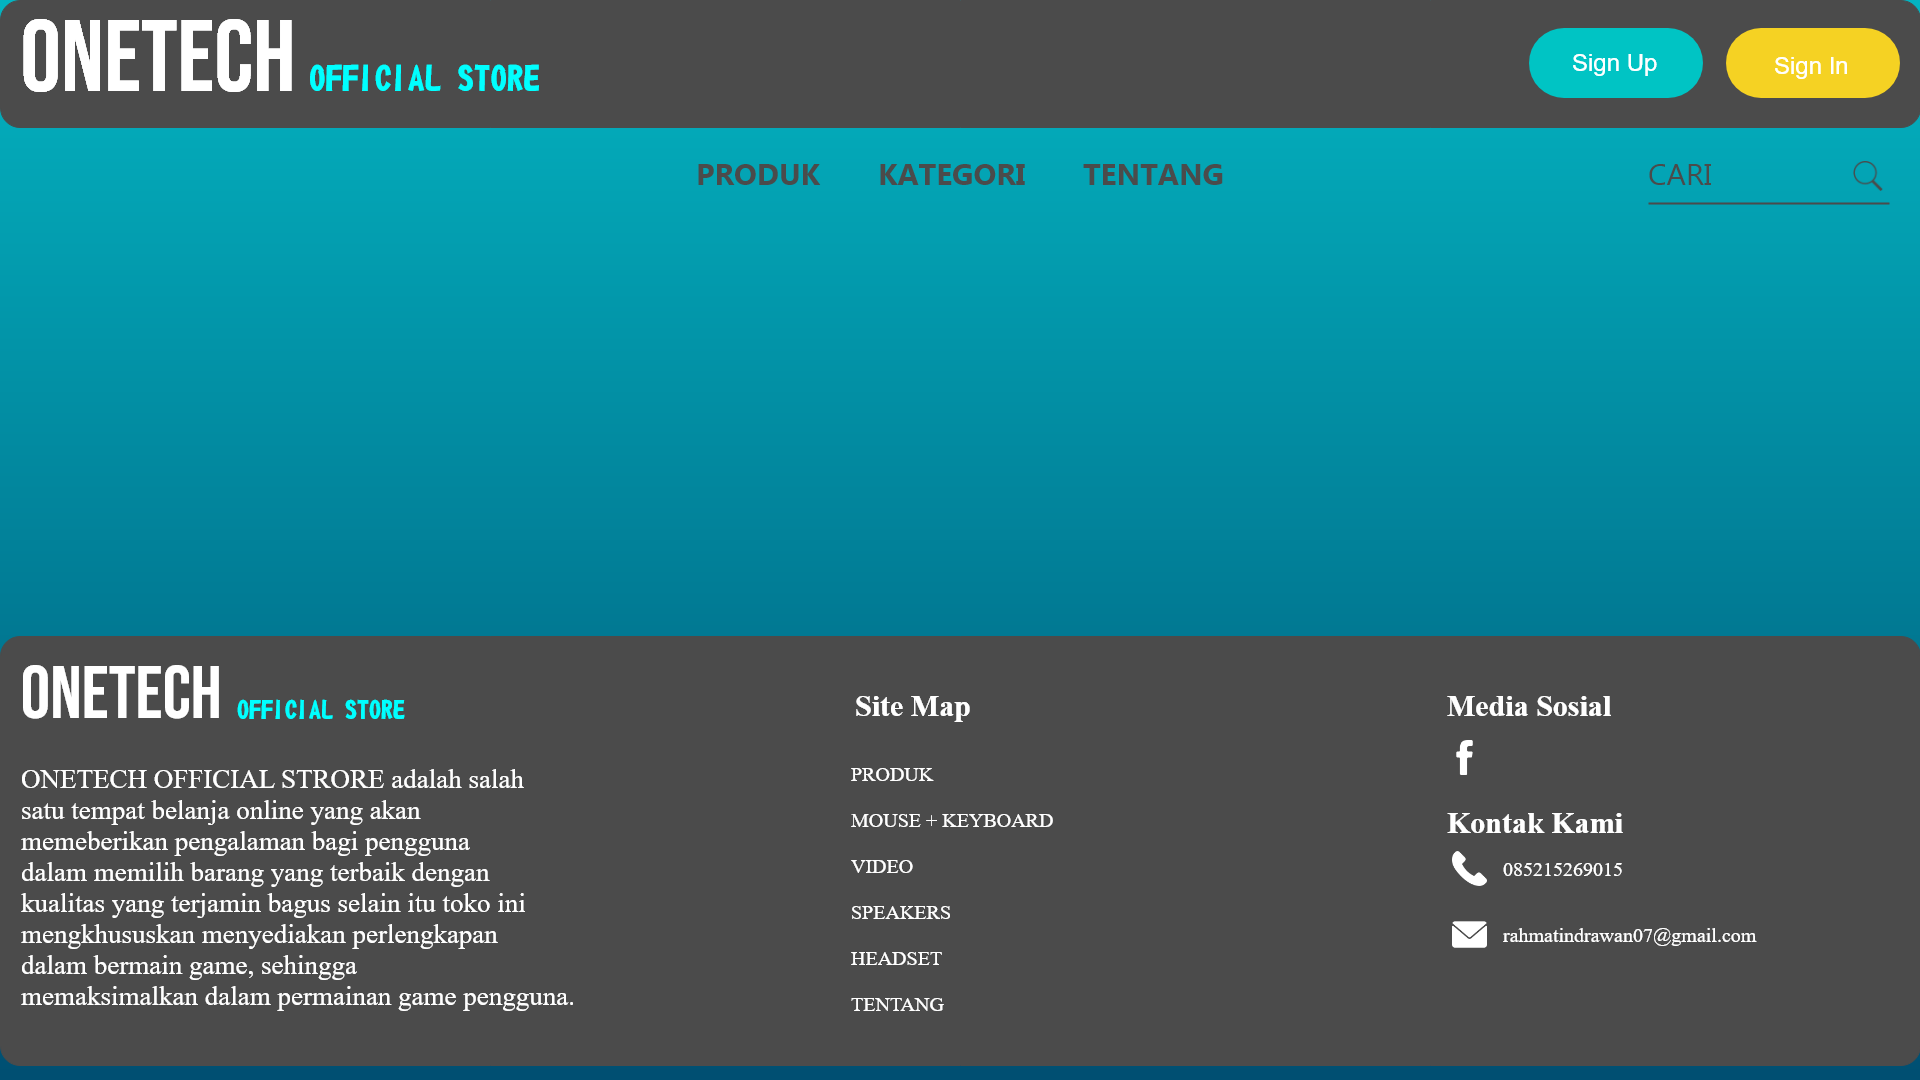 ONETECH OFFICIAL STORE
Sign Up
Sign In
PRODUK
KATEGORI
TENTANG
CARI
ONETECH OFFICIAL STORE
ONETECH OFFICIAL STRORE adalah salah
satu tempat belanja online yang akan
memeberikan pengalaman bagi pengguna
dalam memilih barang yang terbaik dengan
kualitas yang terjamin bagus selain itu toko ini
mengkhususkan menyediakan perlengkapan
dalam bermain game, sehingga
memaksimalkan dalam permainan game pengguna.
Site Map
PRODUK
MOUSE + KEYBOARD
VIDEO
SPEAKERS
HEADSET
TENTANG
Media Sosial
Kontak Kami
085215269015
rahmatindrawan07@gmail.com